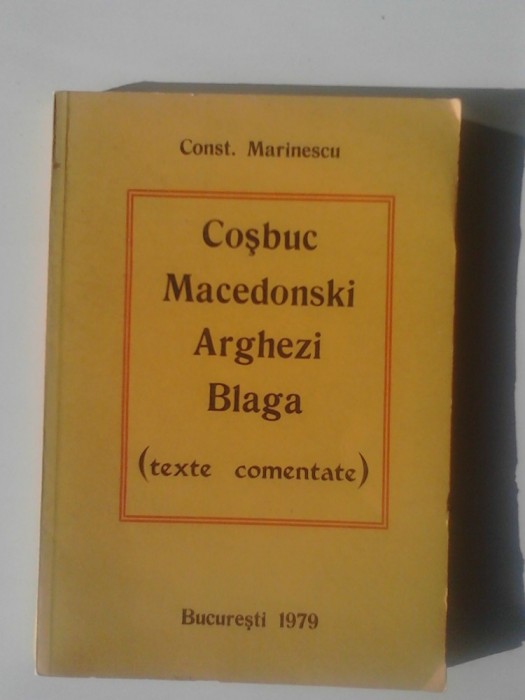 Const. Marinescu
Coşbuc
Macedonski
Arghezi
Blaga
(texte comentate)
Bucureşti 1979